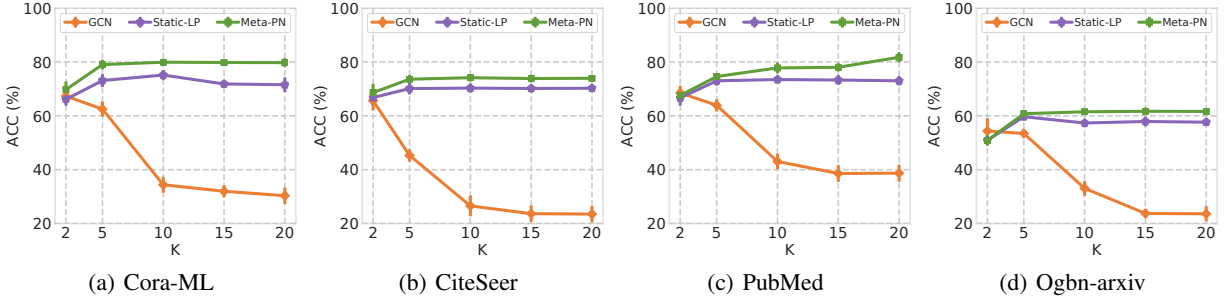 GCN Static-LP Meta-PN
100
80
60
40
20
ACC (%)
2 5 10 15 20
K
(a) Cora-ML
GCN Static-LP Meta-PN
100
80
60
40
20
ACC (%)
2 5 10 15 20
K
(b) CiteSeer
GCN Static-LP Meta-PN
100
80
60
40
20
ACC (%)
2 5 10 15 20
K
(c) PubMed
GCN Static-LP Meta-PN
100
80
60
40
20
ACC (%)
2 5 10 15 20
K
(d) Ogbn-arxiv